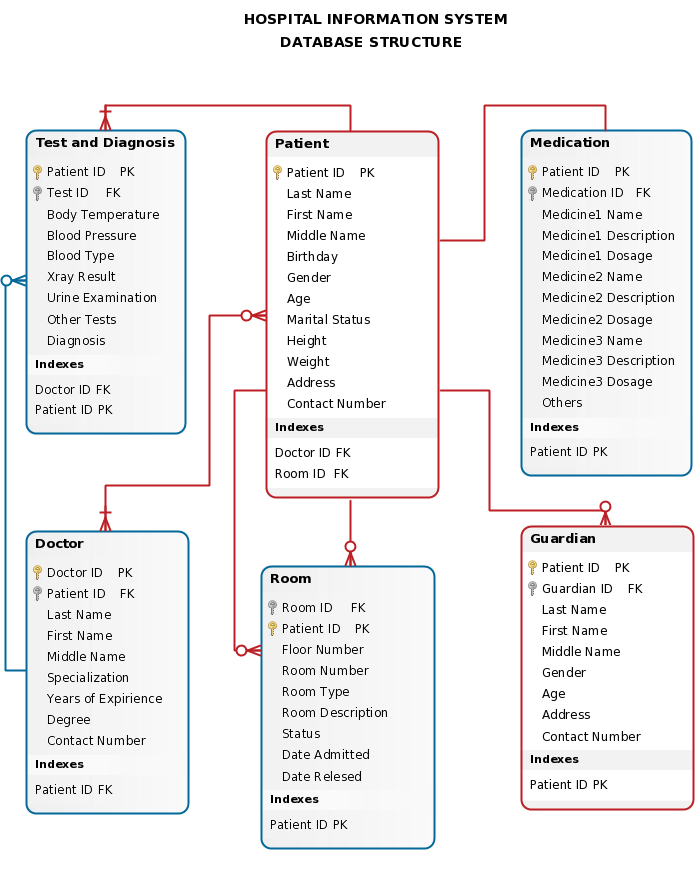 HOSPITAL INFORMATION SYSTEM
DATABASE STRUCTURE
Test and Diagnosis
Patient ID PK
Test ID FK
Body Temperature
Blood Pressure
Blood Type
Xray Result
Urine Examination
Other Tests
Diagnosis
Indexes
Doctor ID FK
Patient ID PK
Patient
Patient ID PK
Last Name
First Name
Middle Name
Birthday
Gender
Age
Marital Status
Height
Weight
Address
Contact Number
Indexes
Doctor ID FK
Room ID FK
Medication
Patient ID PK
Medication ID FK
Medicine1 Name
Medicine1 Description
Medicine1 Dosage
Medicine2 Name
Medicine2 Description
Medicine2 Dosage
Medicine3 Name
Medicine3 Description
Medicine3 Dosage
Others
Indexes
Patient ID PK
Doctor
Doctor ID PK
Patient ID FK
Last Name
First Name
Middle Name
Specialization
Years of Expirience
Degree
Contact Number
Indexes
Patient ID FK
Room
Room ID FK
Patient ID PK
Floor Number
Room Number
Room Type
Room Description
Status
Date Admitted
Date Relesed
Indexes
Patient ID PK
Guardian
Patient ID PK
Guardian ID FK
Last Name
First Name
Middle Name
Gender
Age
Address
Contact Number
Indexes
Patient ID PK